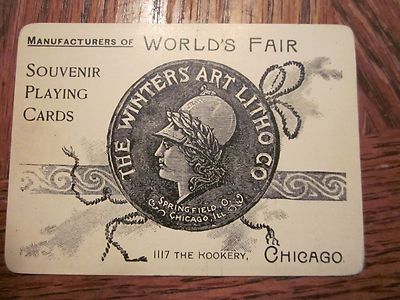 MANUFACTURERS OF WORLD'S FAIR
SOUVENIR
PLAYING
CARDS
THE WINTERS ART LITHO CO
SPRINGFIELD, O.
CHICAGO, ILL
1117 THE ROOKERY, CHICAGO.